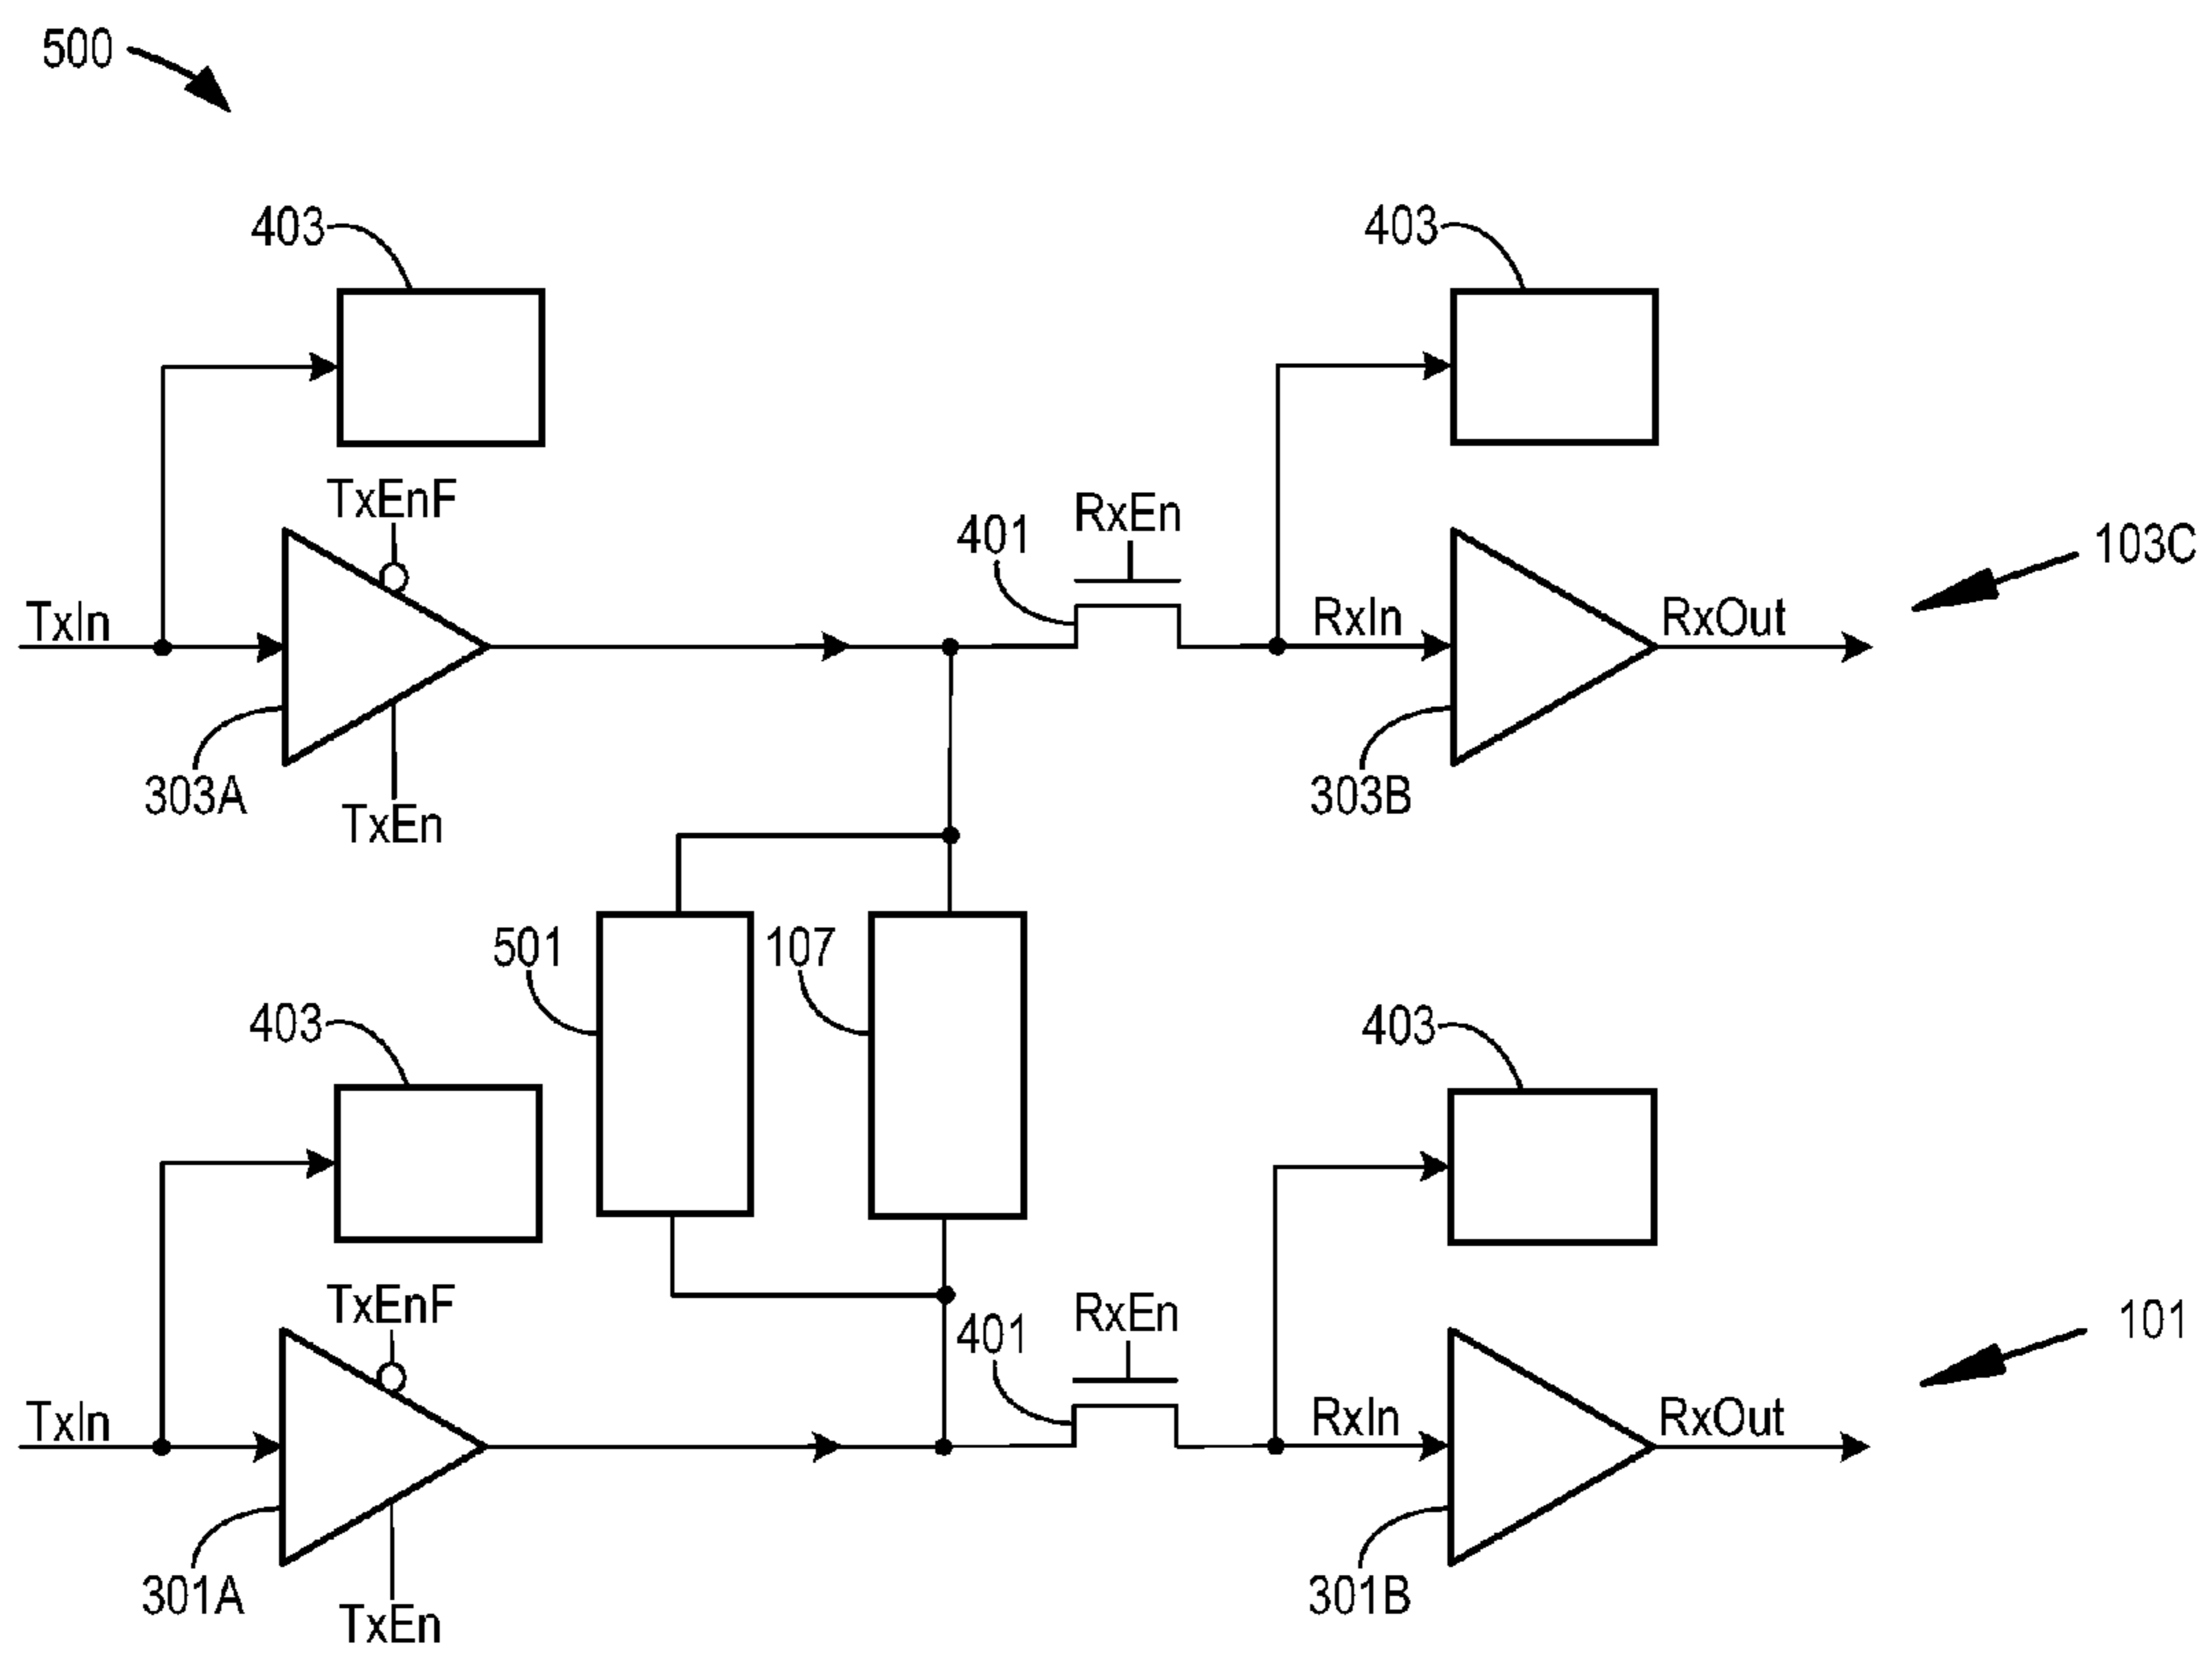 500
403
403
TxEnF
RxEn
401
103C
TxIn
RxIn
RxOut
303A
303B
TxEn
501
107
403
403
TxEnF
RxEn
401
101
TxIn
RxIn
RxOut
301A
301B
TxEn